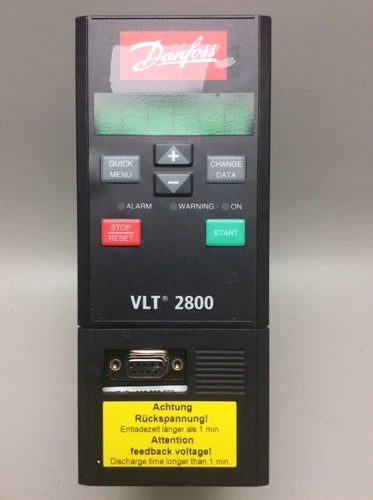 Danfoss
QUICK
MENU
+
CHANGE
DATA
−
ALARM
WARNING
ON
STOP
RESET
START
VLT® 2800
Achtung
Rückspannung!
Entladezeit länger als 1 min.
Attention
feedback voltage!
Discharge time longer than 1 min.